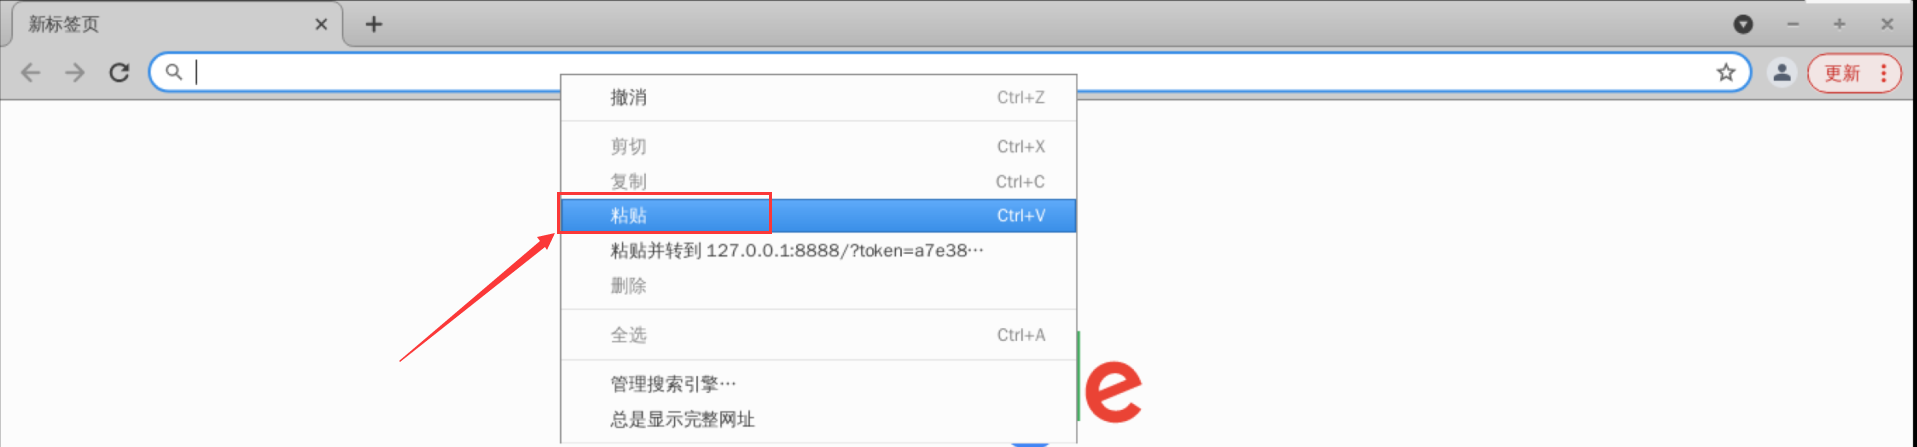 新标签页
更新
撤消 Ctrl+Z
剪切 Ctrl+X
复制 Ctrl+C
粘贴 Ctrl+V
粘贴并转到 127.0.0.1:8888/?token=a7e38…
删除
全选 Ctrl+A
e
管理搜索引擎…
总是显示完整网址